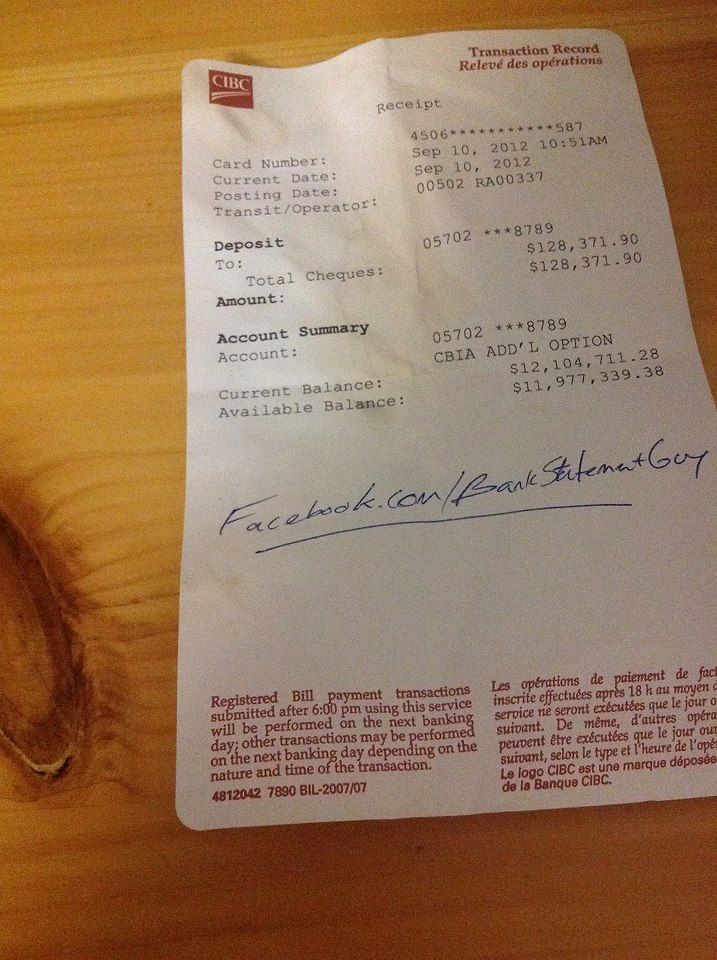 CIBC
Transaction Record
Relevé des opérations
Receipt
Card Number: 4506***********587
Current Date: Sep 10, 2012 10:51AM
Posting Date: Sep 10, 2012
Transit/Operator: 00502 RA00337
Deposit
To: 05702 ***8789
Total Cheques: $128,371.90
Amount: $128,371.90
Account Summary
Account: 05702 ***8789
CBIA ADD'L OPTION
Current Balance: $12,104,711.28
Available Balance: $11,977,339.38
Facebook.com/BankStatementGuy
Registered Bill payment transactions
submitted after 6:00 pm using this service
will be performed on the next banking
day; other transactions may be performed
on the next banking day depending on the
nature and time of the transaction.
4812042 7890 BIL-2007/07
Les opérations de paiement de fact
inscrite effectuées après 18 h au moyen d
service ne seront exécutées que le jour o
suivant. De même, d'autres opéra
peuvent être exécutées que le jour ouv
suivant, selon le type et l'heure de l'opé
Le logo CIBC est une marque déposée
de la Banque CIBC.